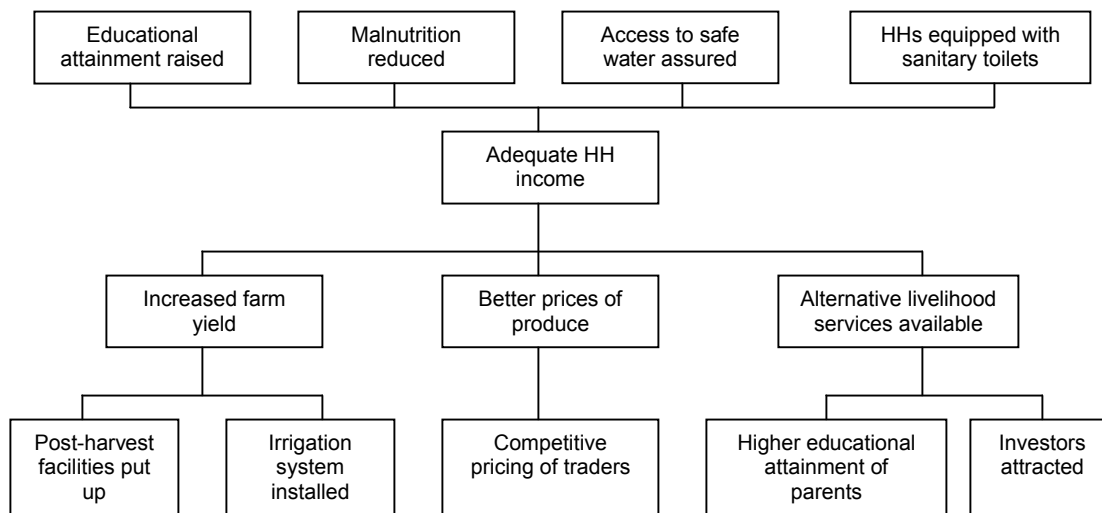 Educational
attainment raised
Malnutrition
reduced
Access to safe
water assured
HHs equipped with
sanitary toilets
Adequate HH
income
Increased farm
yield
Better prices of
produce
Alternative livelihood
services available
Post-harvest
facilities put
up
Irrigation
system
installed
Competitive
pricing of traders
Higher educational
attainment of
parents
Investors
attracted